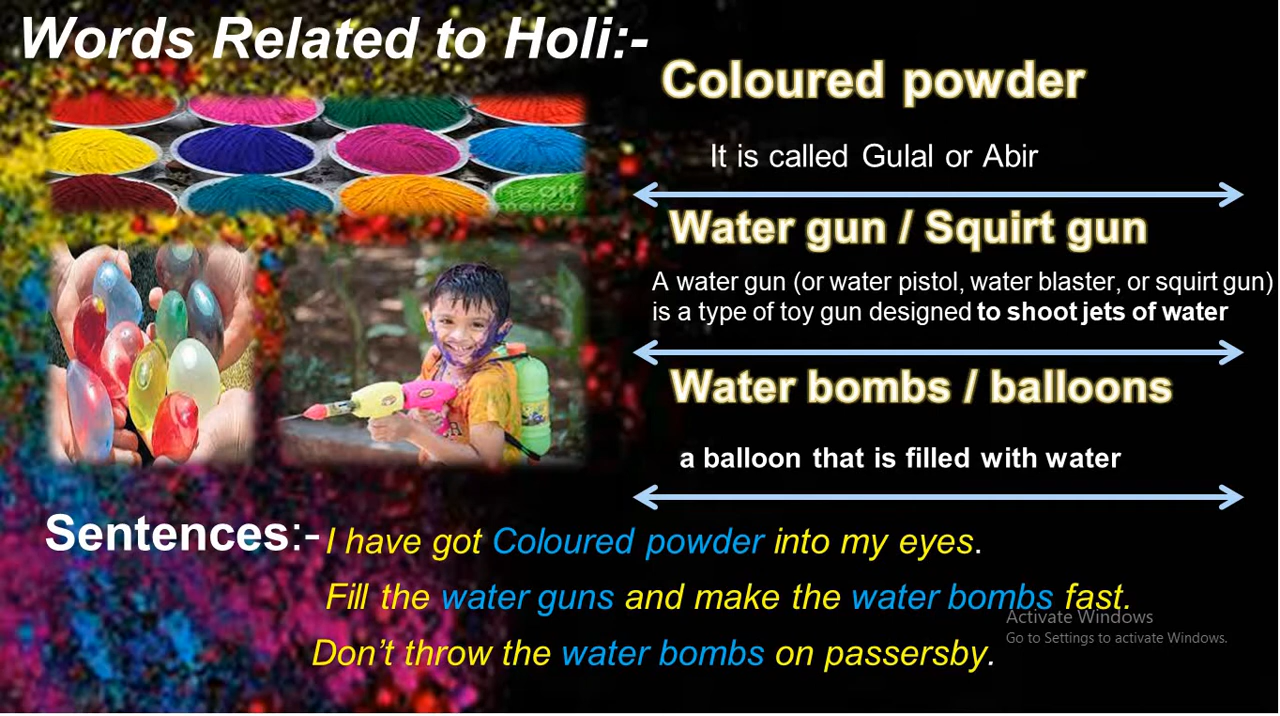 Words Related to Holi:-
Coloured powder
It is called Gulal or Abir
Water gun / Squirt gun
A water gun (or water pistol, water blaster, or squirt gun)
is a type of toy gun designed to shoot jets of water
Water bombs / balloons
a balloon that is filled with water
Sentences:- I have got Coloured powder into my eyes.
Fill the water guns and make the water bombs fast.
Don’t throw the water bombs on passersby.
Activate Windows
Go to Settings to activate Windows.